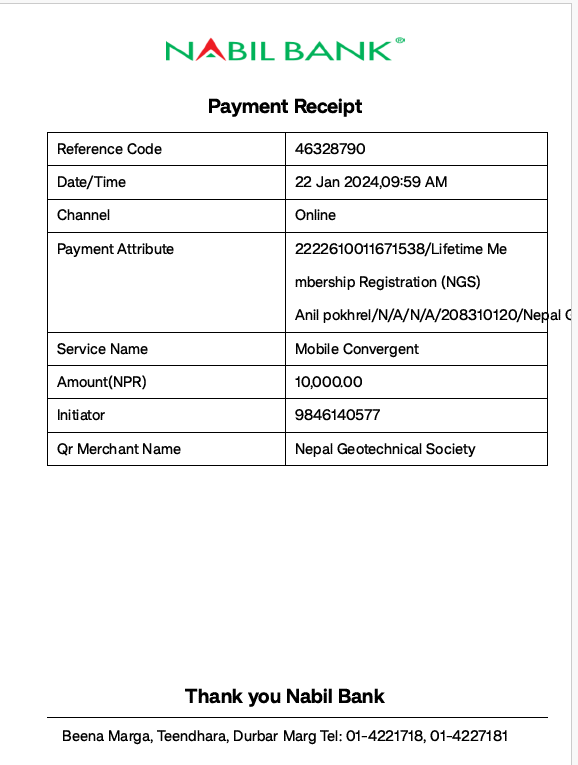 NABIL BANK®
Payment Receipt
Reference Code 46328790
Date/Time 22 Jan 2024,09:59 AM
Channel Online
Payment Attribute 2222610011671538/Lifetime Me
mbership Registration (NGS)
Anil pokhrel/N/A/N/A/208310120/Nepal
Service Name Mobile Convergent
Amount(NPR) 10,000.00
Initiator 9846140577
Qr Merchant Name Nepal Geotechnical Society
Thank you Nabil Bank
Beena Marga, Teendhara, Durbar Marg Tel: 01-4221718, 01-4227181